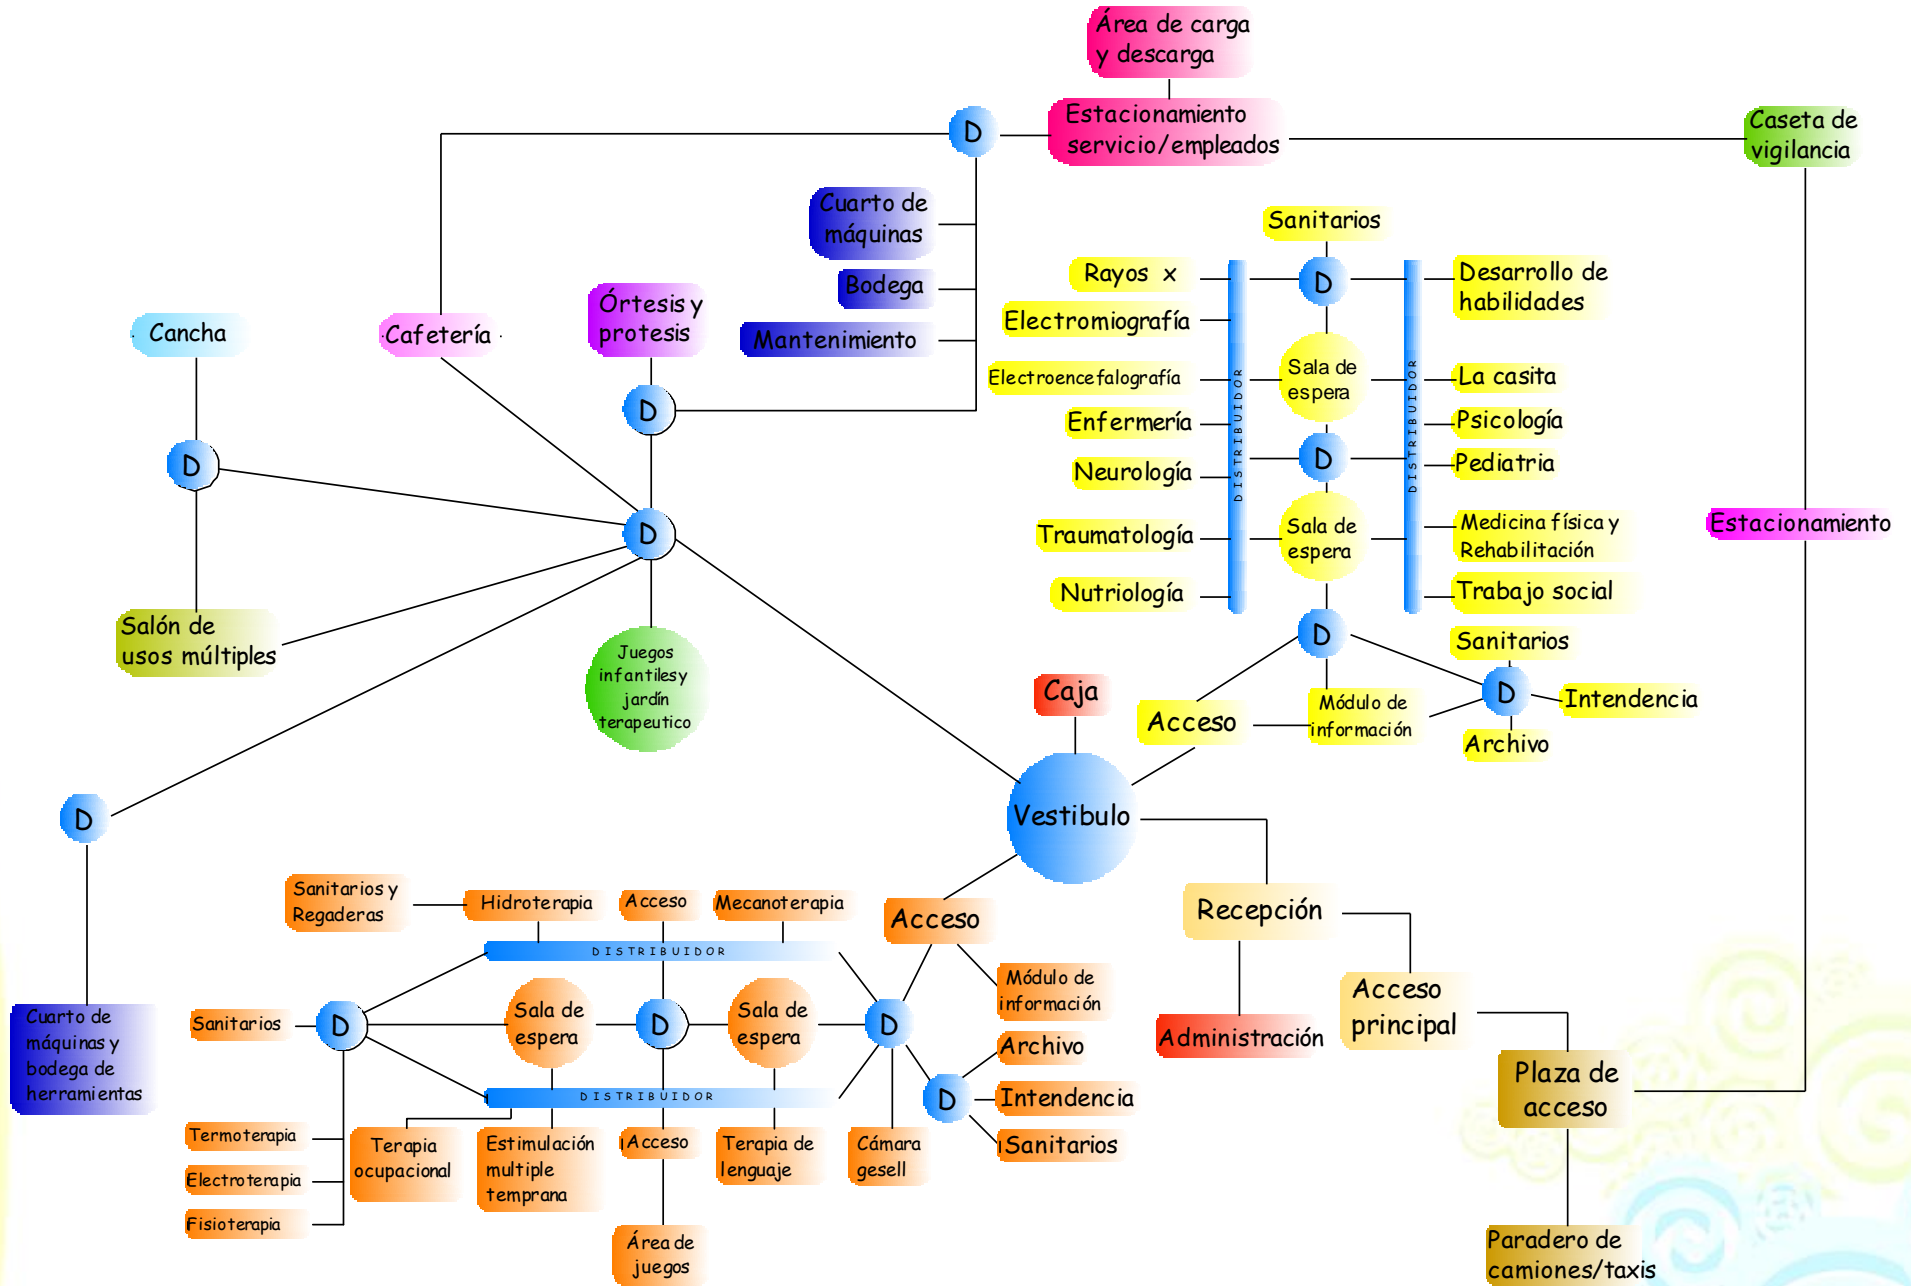 Área de carga
y descarga
D
Estacionamiento
servicio/empleados
Caseta de
vigilancia
Cuarto de
máquinas
Bodega
Mantenimiento
Órtesis y
protesis
Cancha
Cafetería
D
D
D
Salón de
usos múltiples
Juegos
infantiles y
jardín
terapeutico
D
Cuarto de
máquinas y
bodega de
herramientas
Sanitarios
Rayos x
D
Desarrollo de
habilidades
Electromiografía
Electroencefalografía
Sala de
espera
La casita
DISTRIBUIDOR
DISTRIBUIDOR
Enfermería
Psicología
Neurología
D
Pediatria
Traumatología
Sala de
espera
Medicina física y
Rehabilitación
Nutriología
Trabajo social
Estacionamiento
D
Sanitarios
D
Intendencia
Archivo
Módulo de
información
Acceso
Caja
Vestibulo
Recepción
Administración
Acceso
principal
Plaza de
acceso
Paradero de
camiones/taxis
Acceso
Módulo de
información
Sanitarios y
Regaderas
Hidroterapia
Acceso
Mecanoterapia
DISTRIBUIDOR
Sanitarios
D
Sala de
espera
D
Sala de
espera
D
Archivo
D
Intendencia
Sanitarios
DISTRIBUIDOR
Termoterapia
Electroterapia
Fisioterapia
Terapia
ocupacional
Estimulación
multiple
temprana
Acceso
Terapia de
lenguaje
Cámara
gesell
Área de
juegos